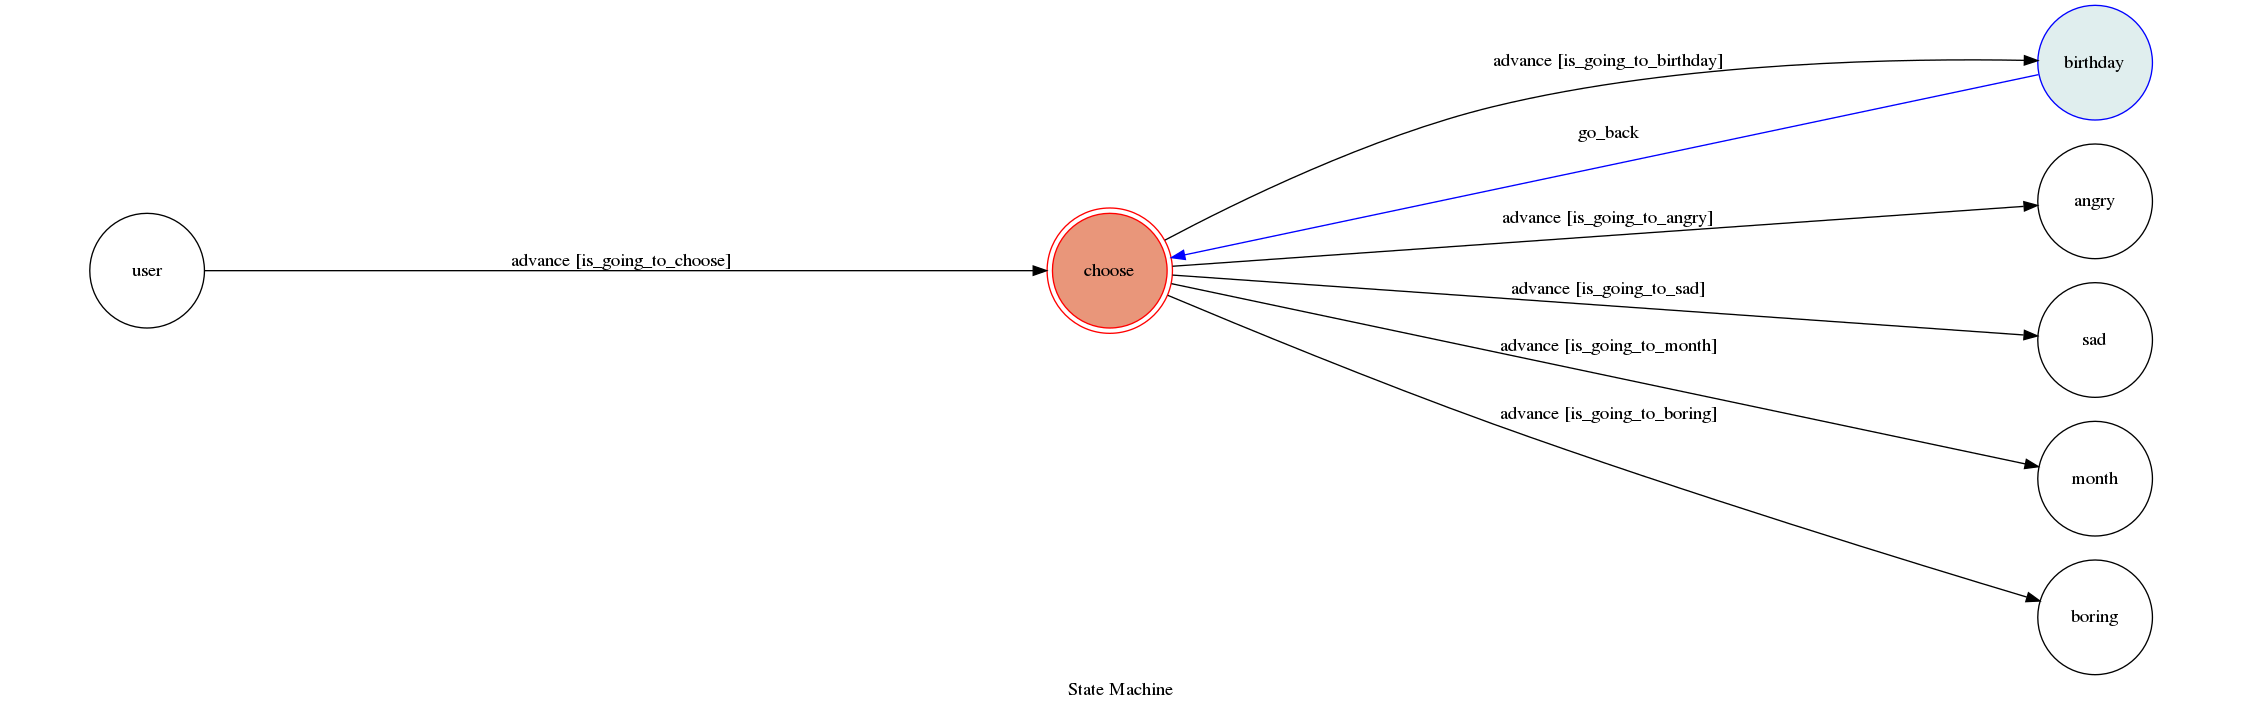 user
advance [is_going_to_choose]
choose
advance [is_going_to_birthday]
birthday
go_back
advance [is_going_to_angry]
angry
advance [is_going_to_sad]
sad
advance [is_going_to_month]
month
advance [is_going_to_boring]
boring
State Machine